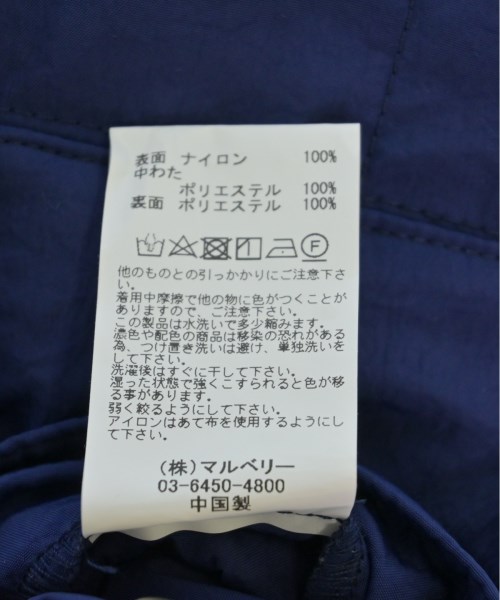 表面 ナイロン 100%
中わた
ポリエステル 100%
裏面 ポリエステル 100%
F
他のものとの引っかかりにご注意下さ
い。
着用中摩擦で他の物に色がつくことが
ありますので、ご注意下さい。
この製品は水洗いで多少縮みます。
濃色や配色の商品は移染の恐れがある
為、つけ置き洗いは避け、単独洗いを
して下さい。
洗濯後はすぐに干して下さい。
湿った状態で強くこすられると色が移
る事があります。
弱く絞るようにして下さい。
アイロンはあて布を使用するようにし
て下さい。
(株)マルベリー
03-6450-4800
中国製